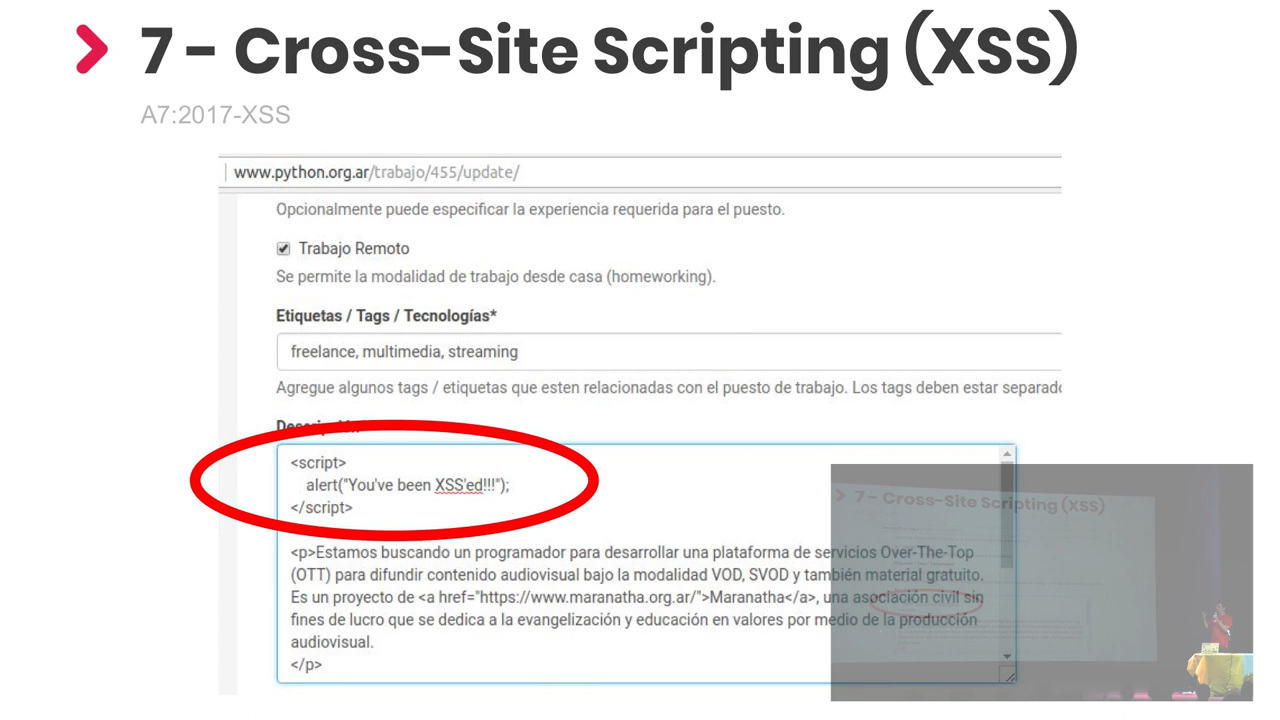 7 - Cross-Site Scripting (XSS)
A7:2017-XSS
www.python.org.ar/trabajo/455/update/
Opcionalmente puede especificar la experiencia requerida para el puesto.
Trabajo Remoto
Se permite la modalidad de trabajo desde casa (homeworking).
Etiquetas / Tags / Tecnologías*
freelance, multimedia, streaming
Agregue algunos tags / etiquetas que esten relacionadas con el puesto de trabajo. Los tags deben estar separado
Descripción
<script>
alert("You've been XSS'ed!!!");
</script>
<p>Estamos buscando un programador para desarrollar una plataforma de servicios Over-The-Top
(OTT) para difundir contenido audiovisual bajo la modalidad VOD, SVOD y también material gratuito.
Es un proyecto de <a href="https://www.maranatha.org.ar/">Maranatha</a>, una asociación civil sin
fines de lucro que se dedica a la evangelización y educación en valores por medio de la producción
audiovisual.
</p>
7 - Cross-Site Scripting (XSS)